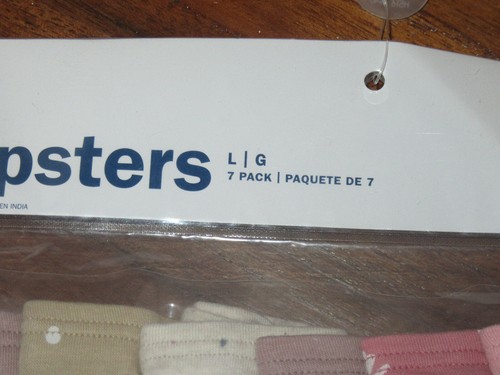 psters
L | G
7 PACK | PAQUETE DE 7
EN INDIA